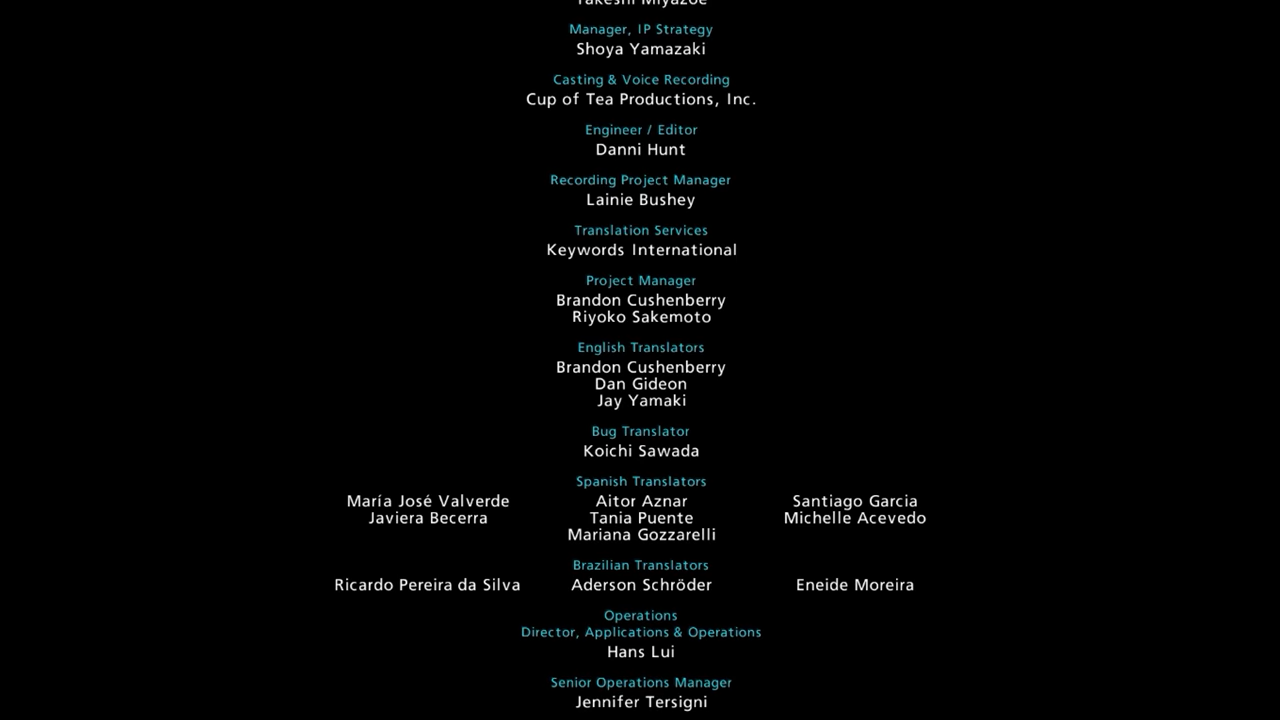 Takeshi Miyazoe
Manager, IP Strategy
Shoya Yamazaki
Casting & Voice Recording
Cup of Tea Productions, Inc.
Engineer / Editor
Danni Hunt
Recording Project Manager
Lainie Bushey
Translation Services
Keywords International
Project Manager
Brandon Cushenberry
Riyoko Sakemoto
English Translators
Brandon Cushenberry
Dan Gideon
Jay Yamaki
Bug Translator
Koichi Sawada
Spanish Translators
María José Valverde Aitor Aznar Santiago Garcia
Javiera Becerra Tania Puente Michelle Acevedo
Mariana Gozzarelli
Brazilian Translators
Ricardo Pereira da Silva Aderson Schröder Eneide Moreira
Operations
Director, Applications & Operations
Hans Lui
Senior Operations Manager
Jennifer Tersigni